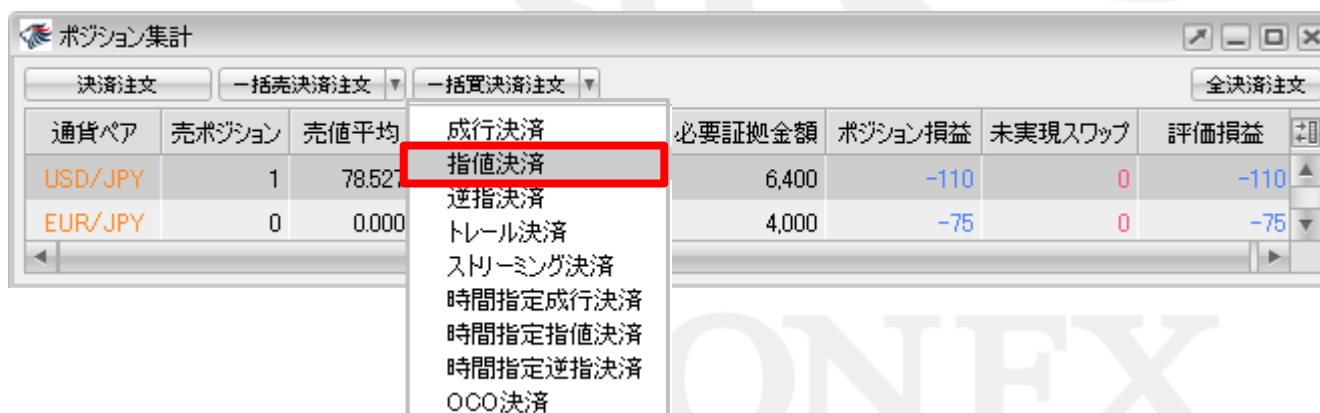 ポジション集計
決済注文 一括売決済注文 一括買決済注文 全決済注文
通貨ペア 売ポジション 売値平均 必要証拠金額 ポジション損益 未実現スワップ 評価損益
USD/JPY 1 78.527 6,400 -110 0 -110
EUR/JPY 0 0.000 4,000 -75 0 -75
成行決済
指値決済
逆指決済
トレール決済
ストリーミング決済
時間指定成行決済
時間指定指値決済
時間指定逆指決済
OCO決済
ONEX